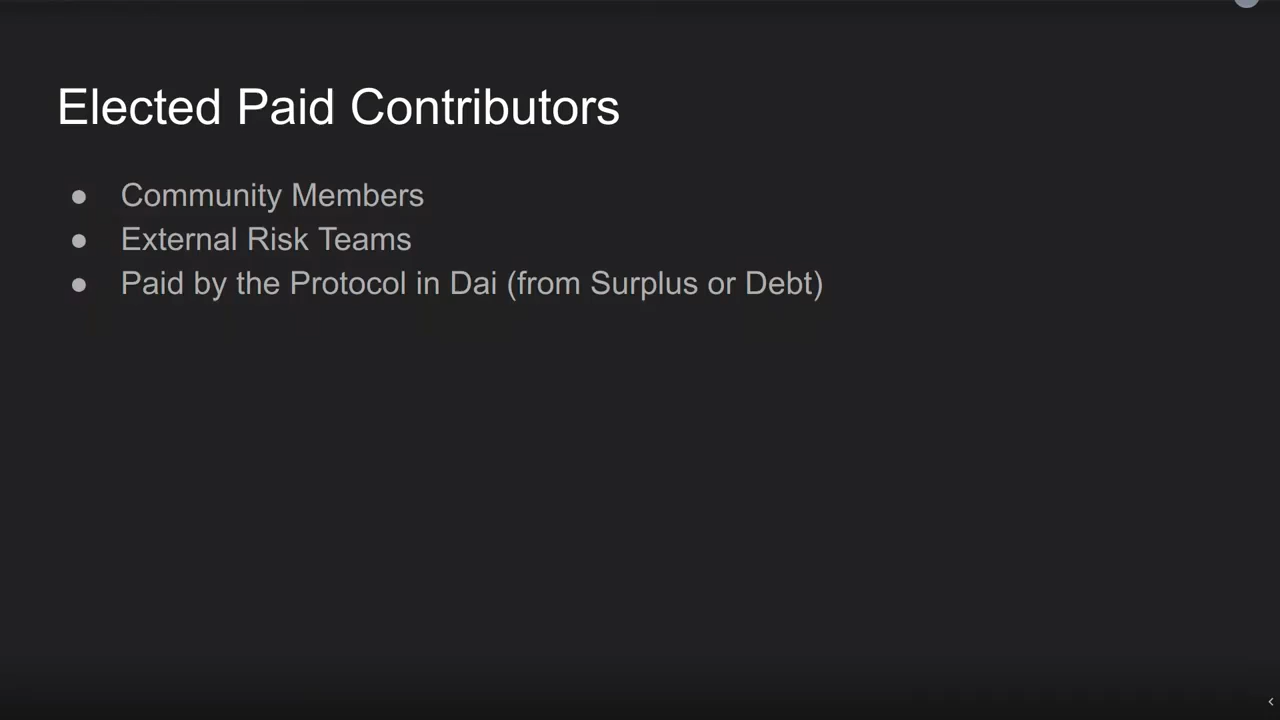 Elected Paid Contributors
● Community Members
● External Risk Teams
● Paid by the Protocol in Dai (from Surplus or Debt)